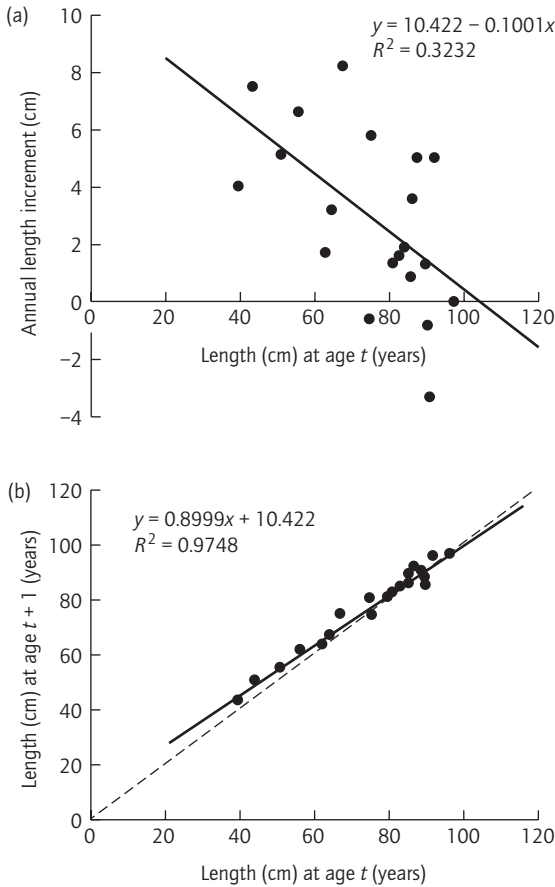 (a)
10
8
6
4
2
0
−2
−4
Annual length increment (cm)
y = 10.422 − 0.1001x
R² = 0.3232
0 20 40 60 80 100 120
Length (cm) at age t (years)
(b)
120
100
80
60
40
20
0
Length (cm) at age t + 1 (years)
y = 0.8999x + 10.422
R² = 0.9748
0 20 40 60 80 100 120
Length (cm) at age t (years)